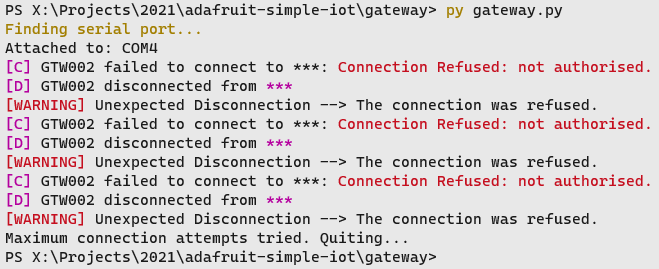 PS X:\Projects\2021\adafruit-simple-iot\gateway> py gateway.py
Finding serial port...
Attached to: COM4
[C] GTW002 failed to connect to ***: Connection Refused: not authorised.
[D] GTW002 disconnected from ***
[WARNING] Unexpected Disconnection --> The connection was refused.
[C] GTW002 failed to connect to ***: Connection Refused: not authorised.
[D] GTW002 disconnected from ***
[WARNING] Unexpected Disconnection --> The connection was refused.
[C] GTW002 failed to connect to ***: Connection Refused: not authorised.
[D] GTW002 disconnected from ***
[WARNING] Unexpected Disconnection --> The connection was refused.
Maximum connection attempts tried. Quiting...
PS X:\Projects\2021\adafruit-simple-iot\gateway>